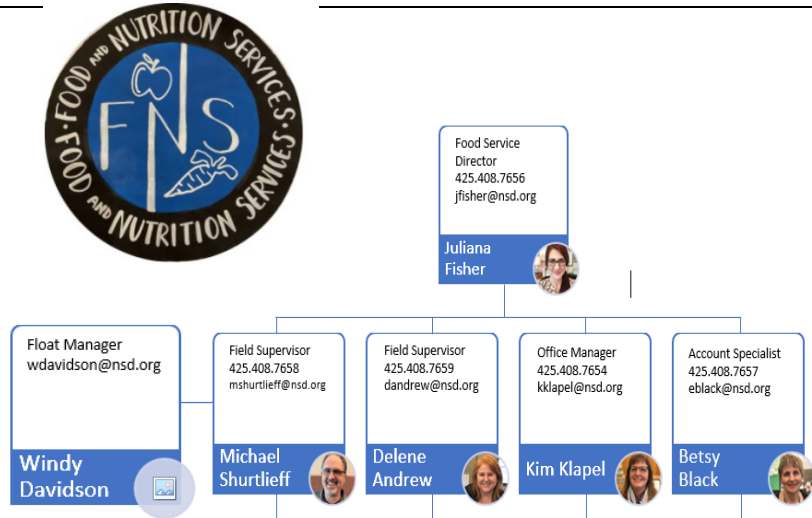 FOOD AND NUTRITION SERVICES • FOOD AND NUTRITION SERVICES •
FNS
Food Service
Director
425.408.7656
jfisher@nsd.org
Juliana
Fisher
Float Manager
wdavidson@nsd.org
Windy
Davidson
Field Supervisor
425.408.7658
mshurtlieff@nsd.org
Michael
Shurtlieff
Field Supervisor
425.408.7659
dandrew@nsd.org
Delene
Andrew
Office Manager
425.408.7654
kklapel@nsd.org
Kim Klapel
Account Specialist
425.408.7657
eblack@nsd.org
Betsy
Black